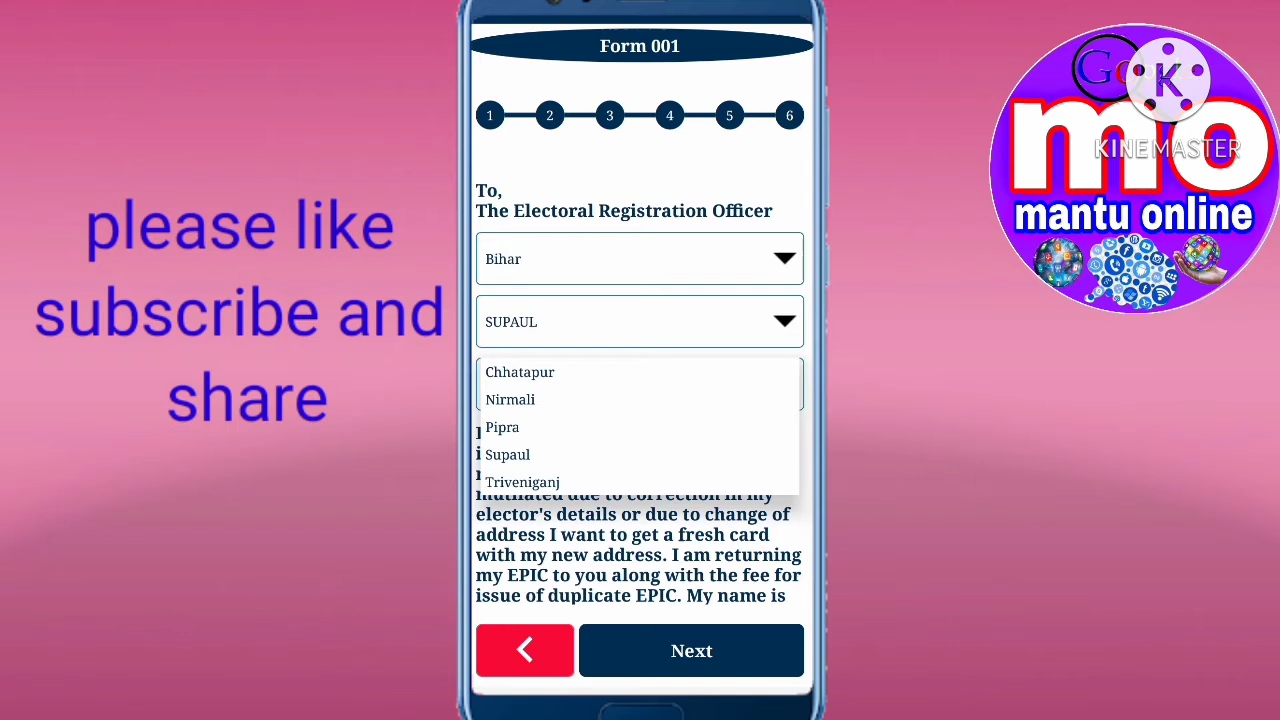 Form 001
1 2 3 4 5 6
To,
The Electoral Registration Officer
Bihar
SUPAUL
Chhatapur
Nirmali
Pipra
Supaul
Triveniganj
mutilated due to correction in my
elector's details or due to change of
address I want to get a fresh card
with my new address. I am returning
my EPIC to you along with the fee for
issue of duplicate EPIC. My name is
Next
please like
subscribe and
share
K
KINEMASTER
mo
mantu online